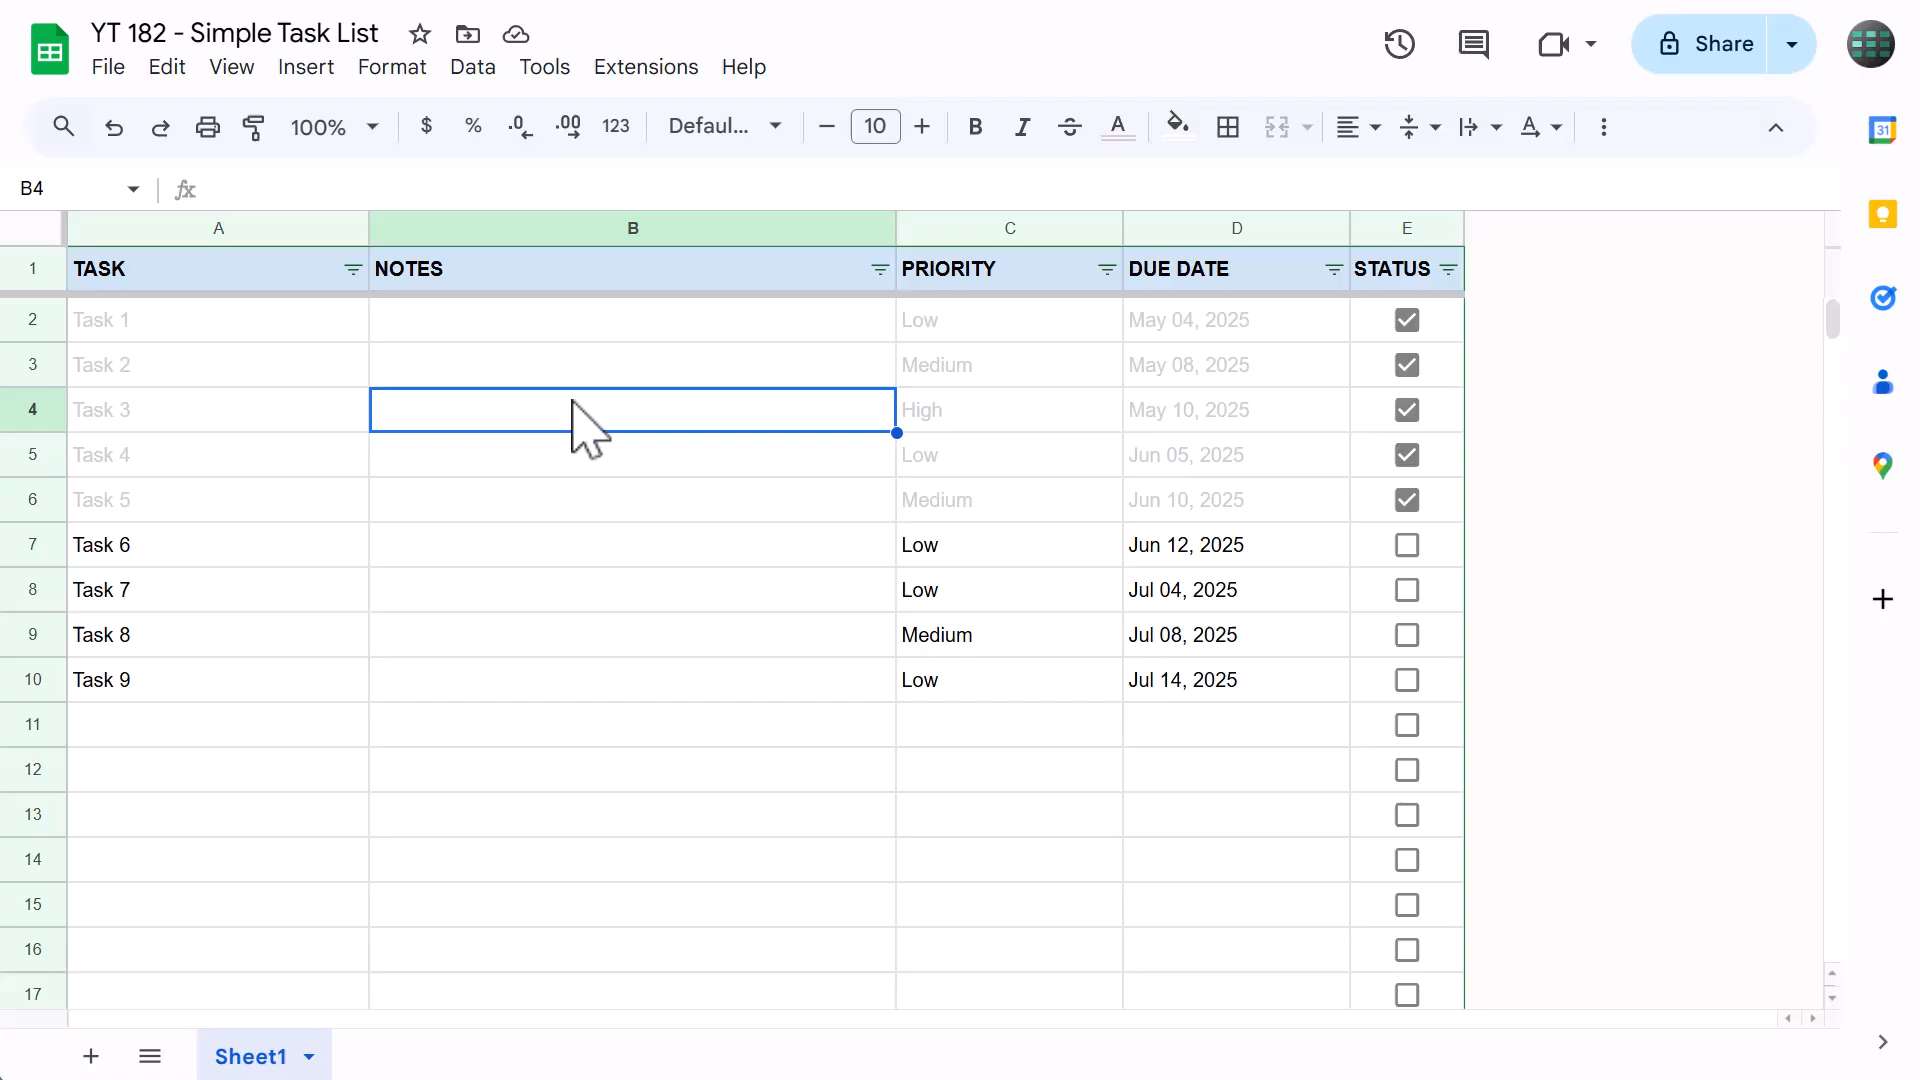 YT 182 - Simple Task List
File Edit View Insert Format Data Tools Extensions Help
Share
100% $ % .0 .00 123 Defaul... 10 B I A A
31
B4 fx
A B C D E
1 TASK NOTES PRIORITY DUE DATE STATUS
2 Task 1 Low May 04, 2025
3 Task 2 Medium May 08, 2025
4 Task 3 High May 10, 2025
5 Task 4 Low Jun 05, 2025
6 Task 5 Medium Jun 10, 2025
7 Task 6 Low Jun 12, 2025
8 Task 7 Low Jul 04, 2025
9 Task 8 Medium Jul 08, 2025
10 Task 9 Low Jul 14, 2025
11
12
13
14
15
16
17
Sheet1